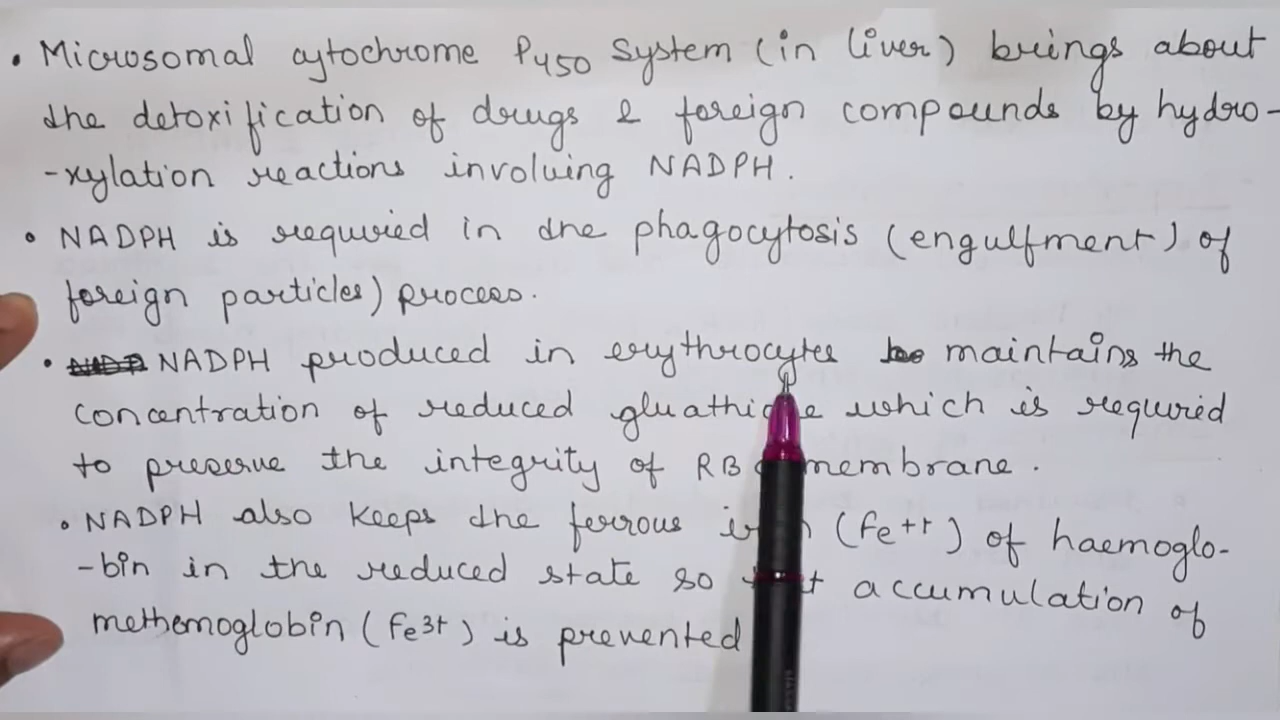 • Microsomal cytochrome P450 System (in liver) brings about
the detoxification of drugs & foreign compounds by hydro-
-xylation reactions involving NADPH.
• NADPH is required in the phagocytosis (engulfment) of
foreign particles) process.
• NADPH produced in erythrocytes maintains the
concentration of reduced which is required
to preserve the integrity of RB membrane.
• NADPH also keeps the ferrous (Fe++) of haemoglo-
-bin in the reduced state so accumulation of
methemoglobin (Fe3+) is prevented